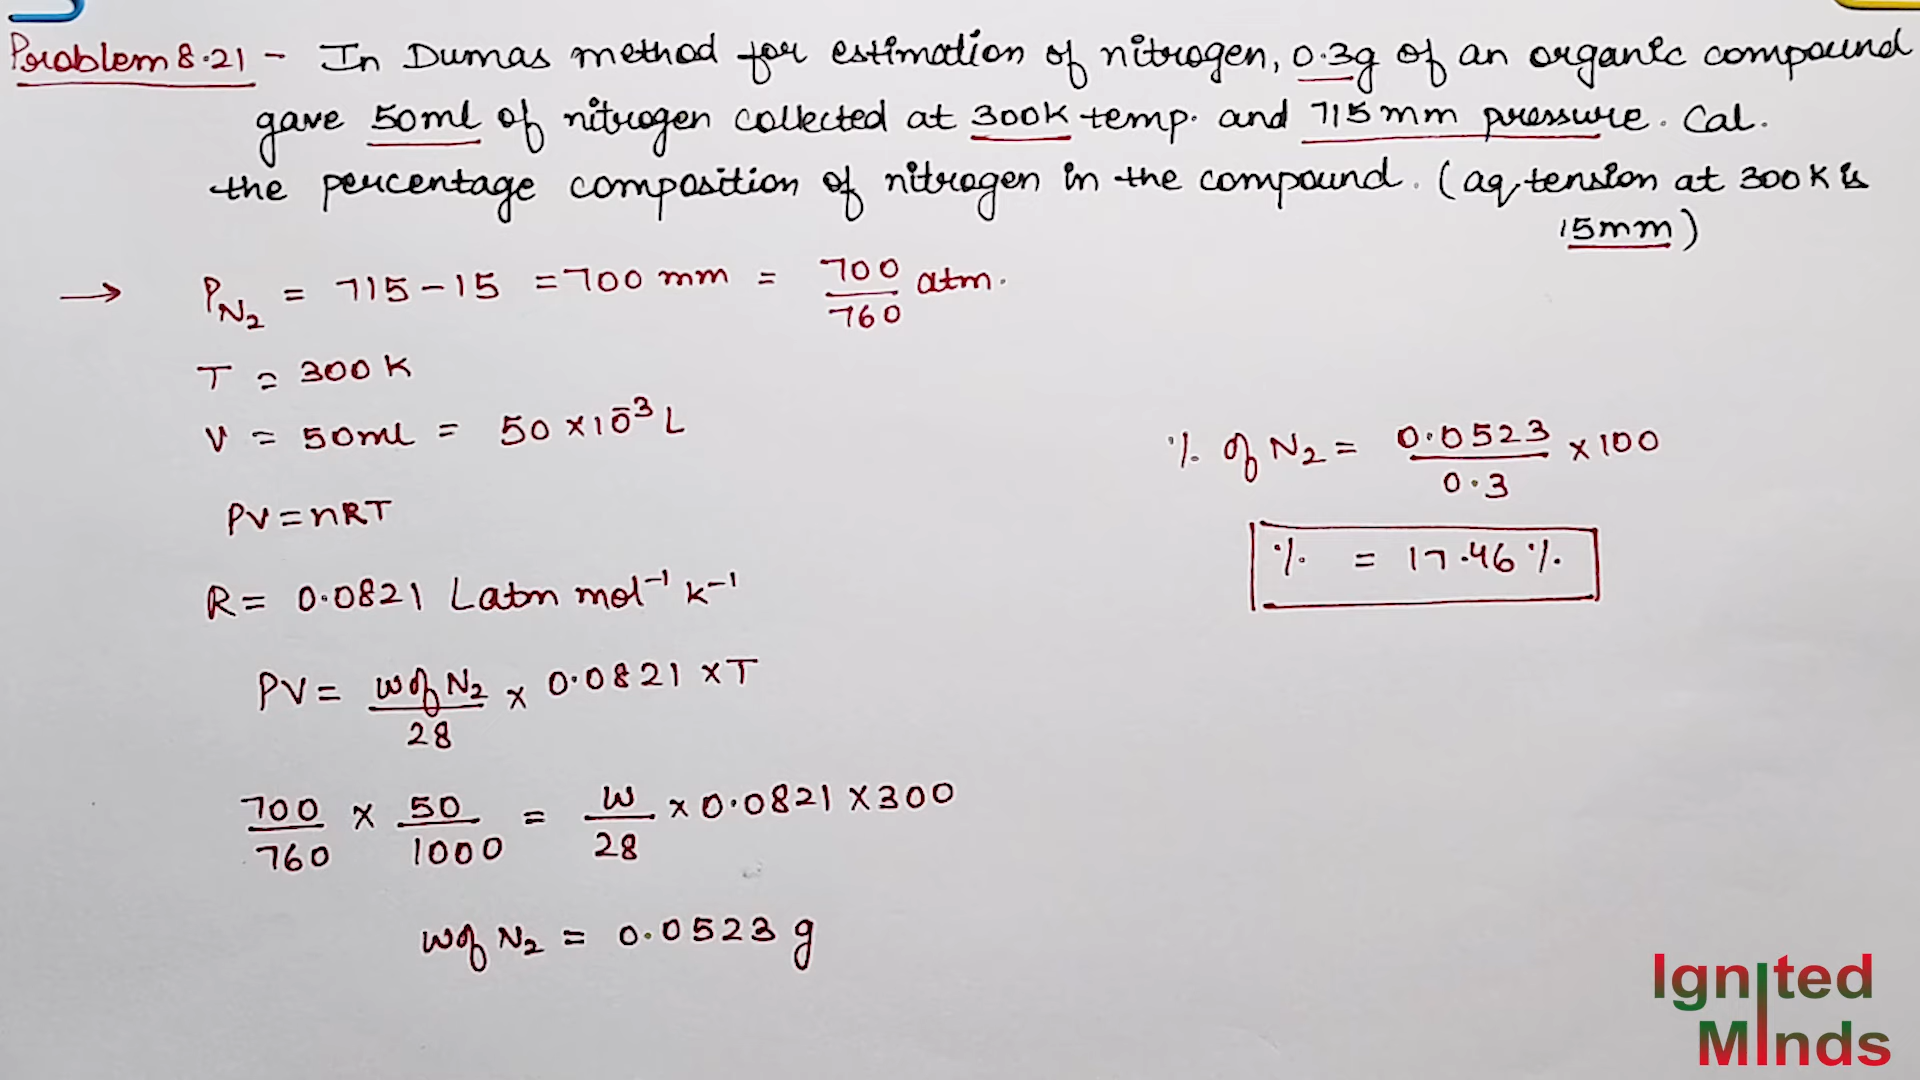 Problem 8.21 - In Dumas method for estimation of nitrogen, 0.3g of an organic compound
gave 50ml of nitrogen collected at 300K temp. and 715mm pressure. Cal.
the percentage composition of nitrogen in the compound. (aq. tension at 300K is
15mm)
→ P_N₂ = 715 - 15 = 700 mm = 700/760 atm.
T = 300 K
V = 50ml = 50 × 10⁻³ L
PV = nRT
R = 0.0821 L atm mol⁻¹ k⁻¹
PV = w of N₂/28 × 0.0821 × T
700/760 × 50/1000 = w/28 × 0.0821 × 300
w of N₂ = 0.0523 g
% of N₂ = 0.0523/0.3 × 100
% = 17.46 %.
Ignited
Minds